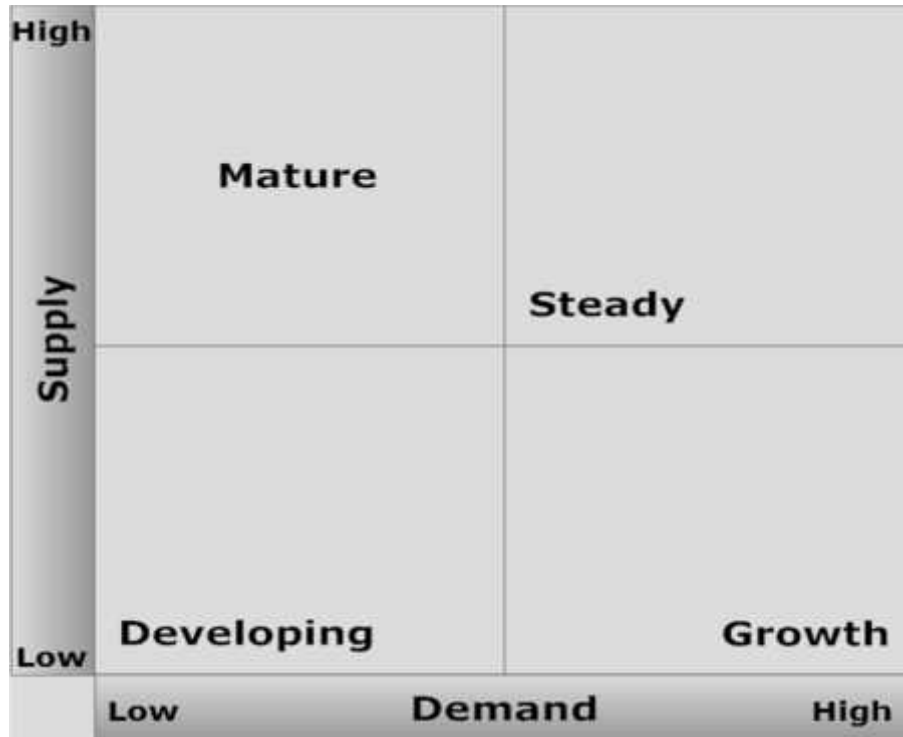 High
Mature
Supply
Steady
Developing
Growth
Low
Low
Demand
High